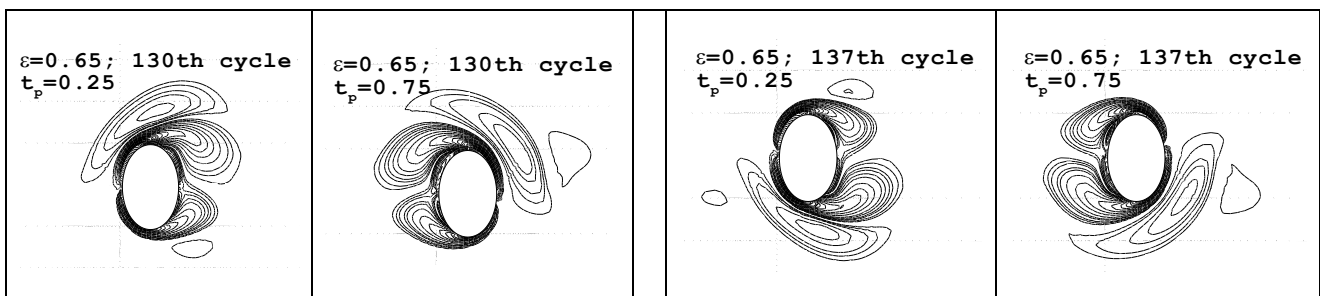 ε=0.65; 130th cycle
t_p=0.25
ε=0.65; 130th cycle
t_p=0.75
ε=0.65; 137th cycle
t_p=0.25
ε=0.65; 137th cycle
t_p=0.75